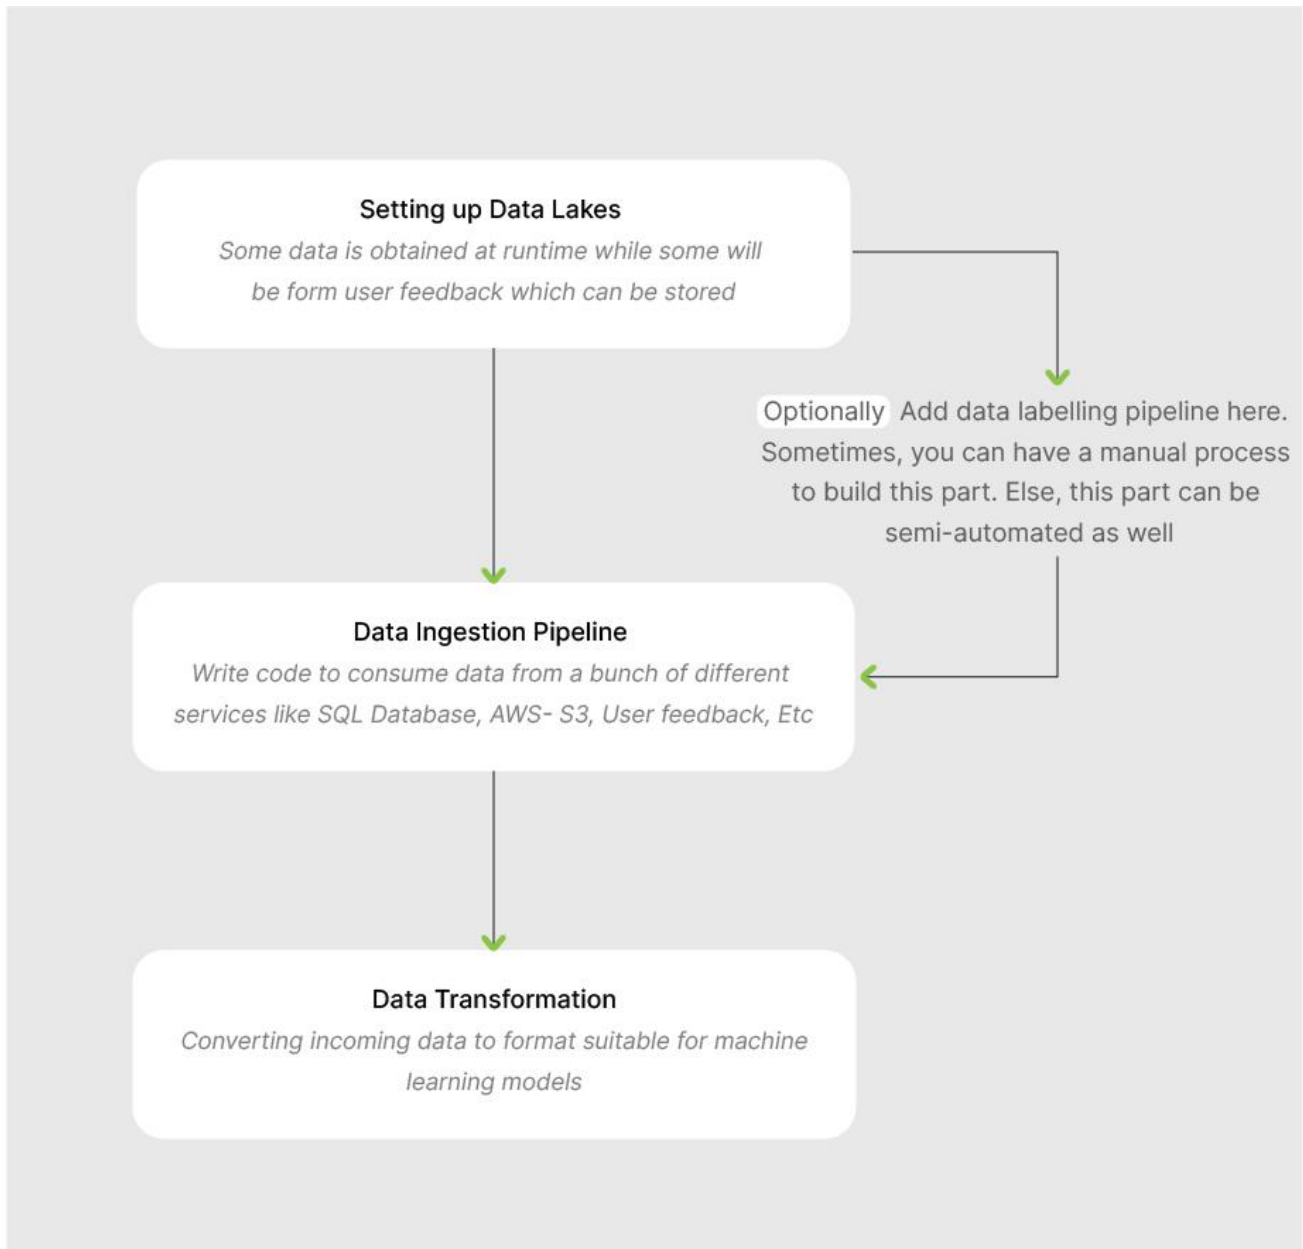 Setting up Data Lakes
Some data is obtained at runtime while some will
be form user feedback which can be stored
Optionally Add data labelling pipeline here.
Sometimes, you can have a manual process
to build this part. Else, this part can be
semi-automated as well
Data Ingestion Pipeline
Write code to consume data from a bunch of different
services like SQL Database, AWS- S3, User feedback, Etc
Data Transformation
Converting incoming data to format suitable for machine
learning models